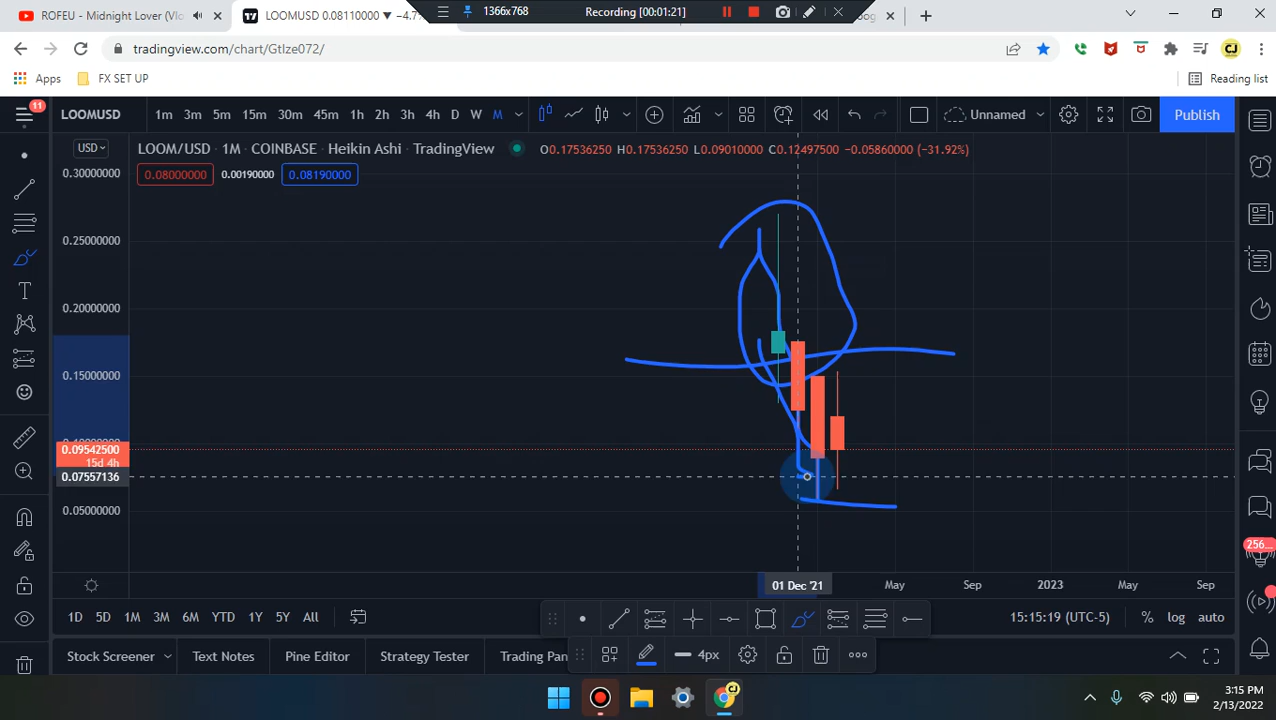 ROFEU - Midnight Lover (Vi
LOOMUSD 0.08110000 ▼ −4.7
1366x768
Recording [00:01:21]
og
tradingview.com/chart/GtIze072/
Apps
FX SET UP
Reading list
11
LOOMUSD
1m 3m 5m 15m 30m 45m 1h 2h 3h 4h D W M
Unnamed
Publish
USD
LOOM/USD · 1M · COINBASE · Heikin Ashi · TradingView
O0.17536250 H0.17536250 L0.09010000 C0.12497500 −0.05860000 (−31.92%)
0.08000000
0.00190000
0.08190000
0.30000000
0.25000000
0.20000000
0.15000000
0.09542500
15d 4h
0.07557136
0.05000000
256...
01 Dec '21
May
Sep
2023
May
Sep
1D 5D 1M 3M 6M YTD 1Y 5Y All
15:15:19 (UTC-5)
% log auto
4px
Stock Screener
Text Notes
Pine Editor
Strategy Tester
Trading Pan
3:15 PM
2/13/2022